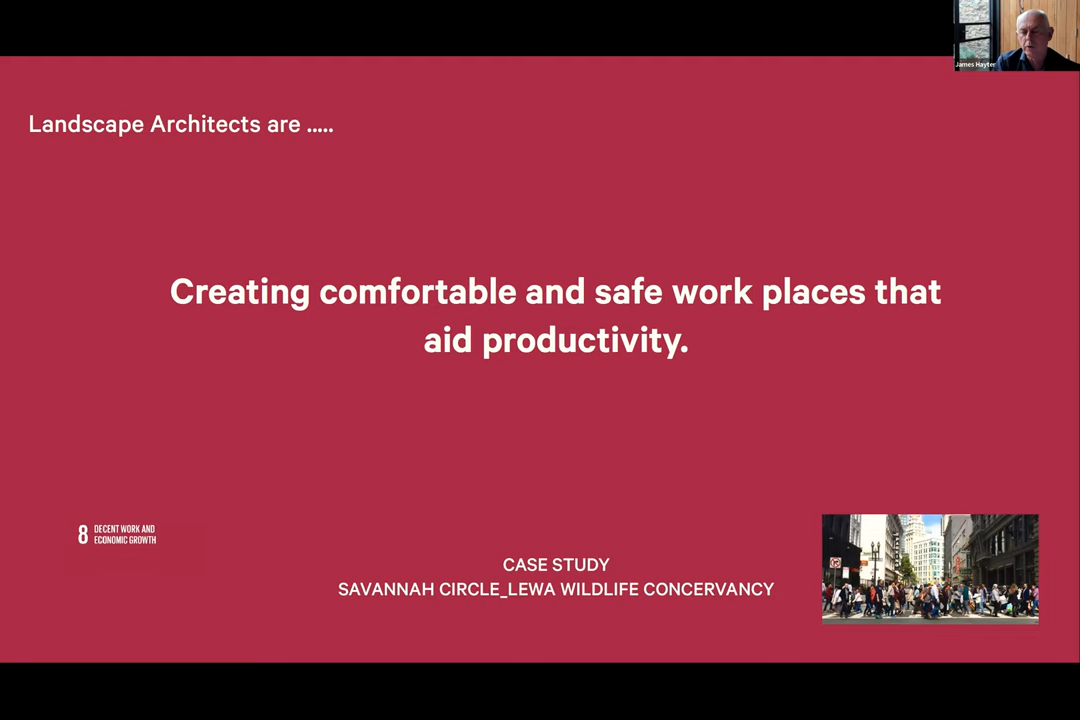 James Hayter
Landscape Architects are .....
Creating comfortable and safe work places that
aid productivity.
8 DECENT WORK AND
ECONOMIC GROWTH
CASE STUDY
SAVANNAH CIRCLE_LEWA WILDLIFE CONCERVANCY